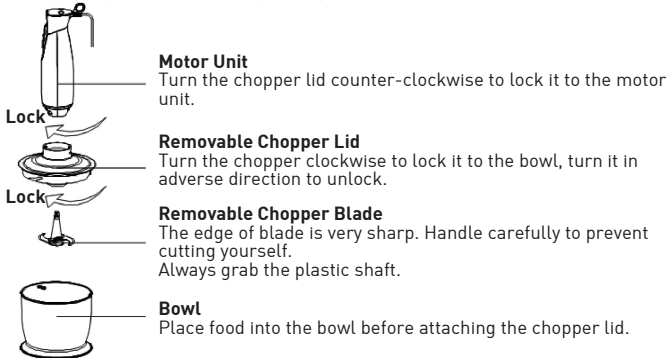 Motor Unit
Turn the chopper lid counter-clockwise to lock it to the motor
unit.
Lock
Removable Chopper Lid
Turn the chopper clockwise to lock it to the bowl, turn it in
adverse direction to unlock.
Lock
Removable Chopper Blade
The edge of blade is very sharp. Handle carefully to prevent
cutting yourself.
Always grab the plastic shaft.
Bowl
Place food into the bowl before attaching the chopper lid.